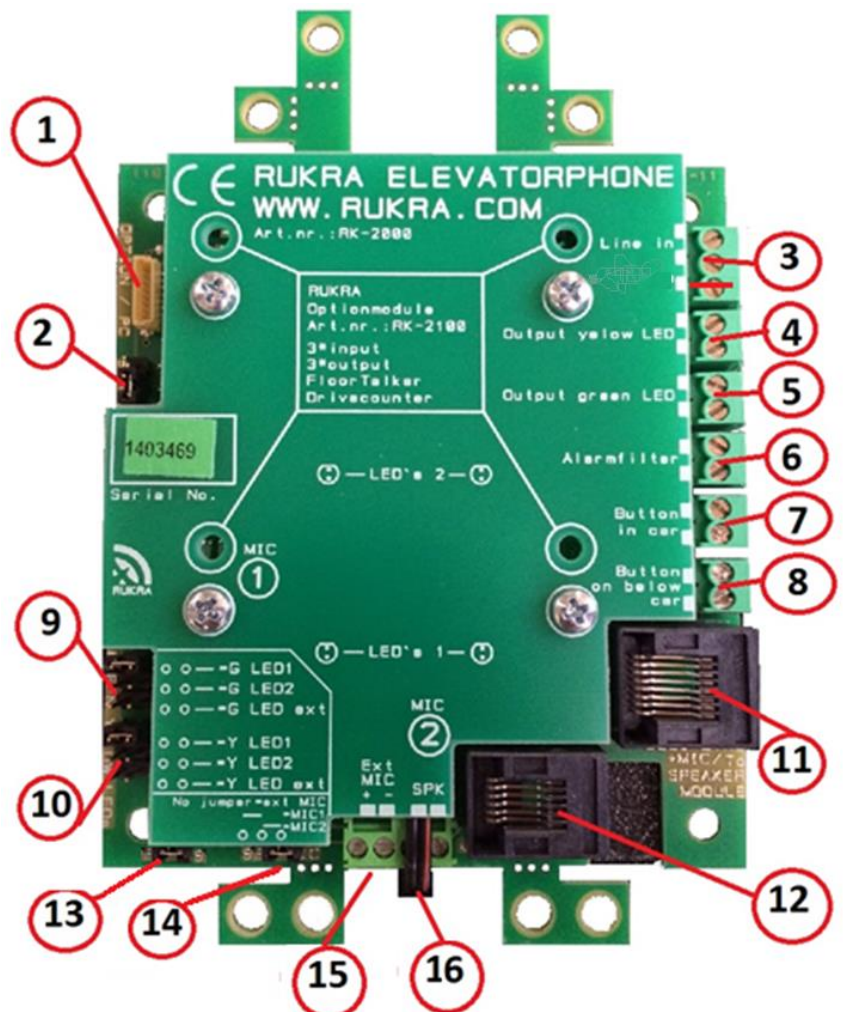 CE RUKRA ELEVATORPHONE
WWW.RUKRA.COM
Art.nr.:RK-2000
Line in
RUKRA
Optionmodule
Art.nr.:RK-2100
3*input
3*output
FloorTalker
Drivecounter
Output yelow LED
Output green LED
Alarmfilter
Button
in car
Button
on below
car
OPTION / PC
1403469
Serial No.
LED's 2
MIC
1
RUKRA
LED's 1
MIC
2
=G LED1
=G LED2
=G LED ext
=Y LED1
=Y LED2
=Y LED ext
No jumper=ext MIC
=MIC1
=MIC2
Ext
MIC
+ -
SPK
+MIC/To
SPEAKER
MODULE
1
2
3
4
5
6
7
8
9
10
11
12
13
14
15
16